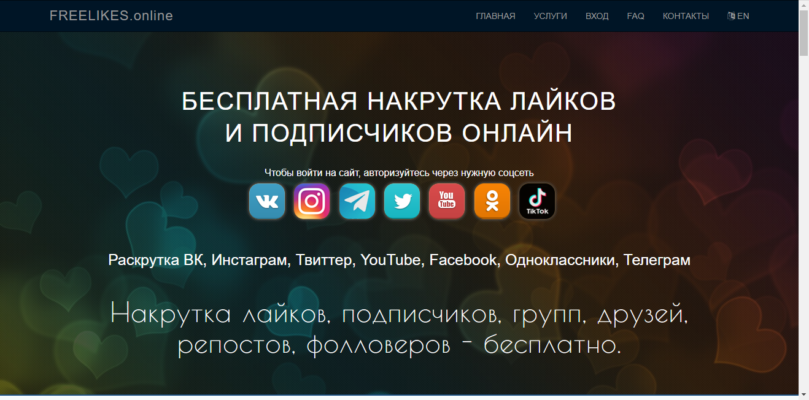 FREELIKES.online
ГЛАВНАЯ УСЛУГИ ВХОД FAQ КОНТАКТЫ EN
БЕСПЛАТНАЯ НАКРУТКА ЛАЙКОВ
И ПОДПИСЧИКОВ ОНЛАЙН
Чтобы войти на сайт, авторизуйтесь через нужную соцсеть
You
Tube
TikTok
Раскрутка ВК, Инстаграм, Твиттер, YouTube, Facebook, Одноклассники, Телеграм
Накрутка лайков, подписчиков, групп, друзей,
репостов, фолловеров - бесплатно.